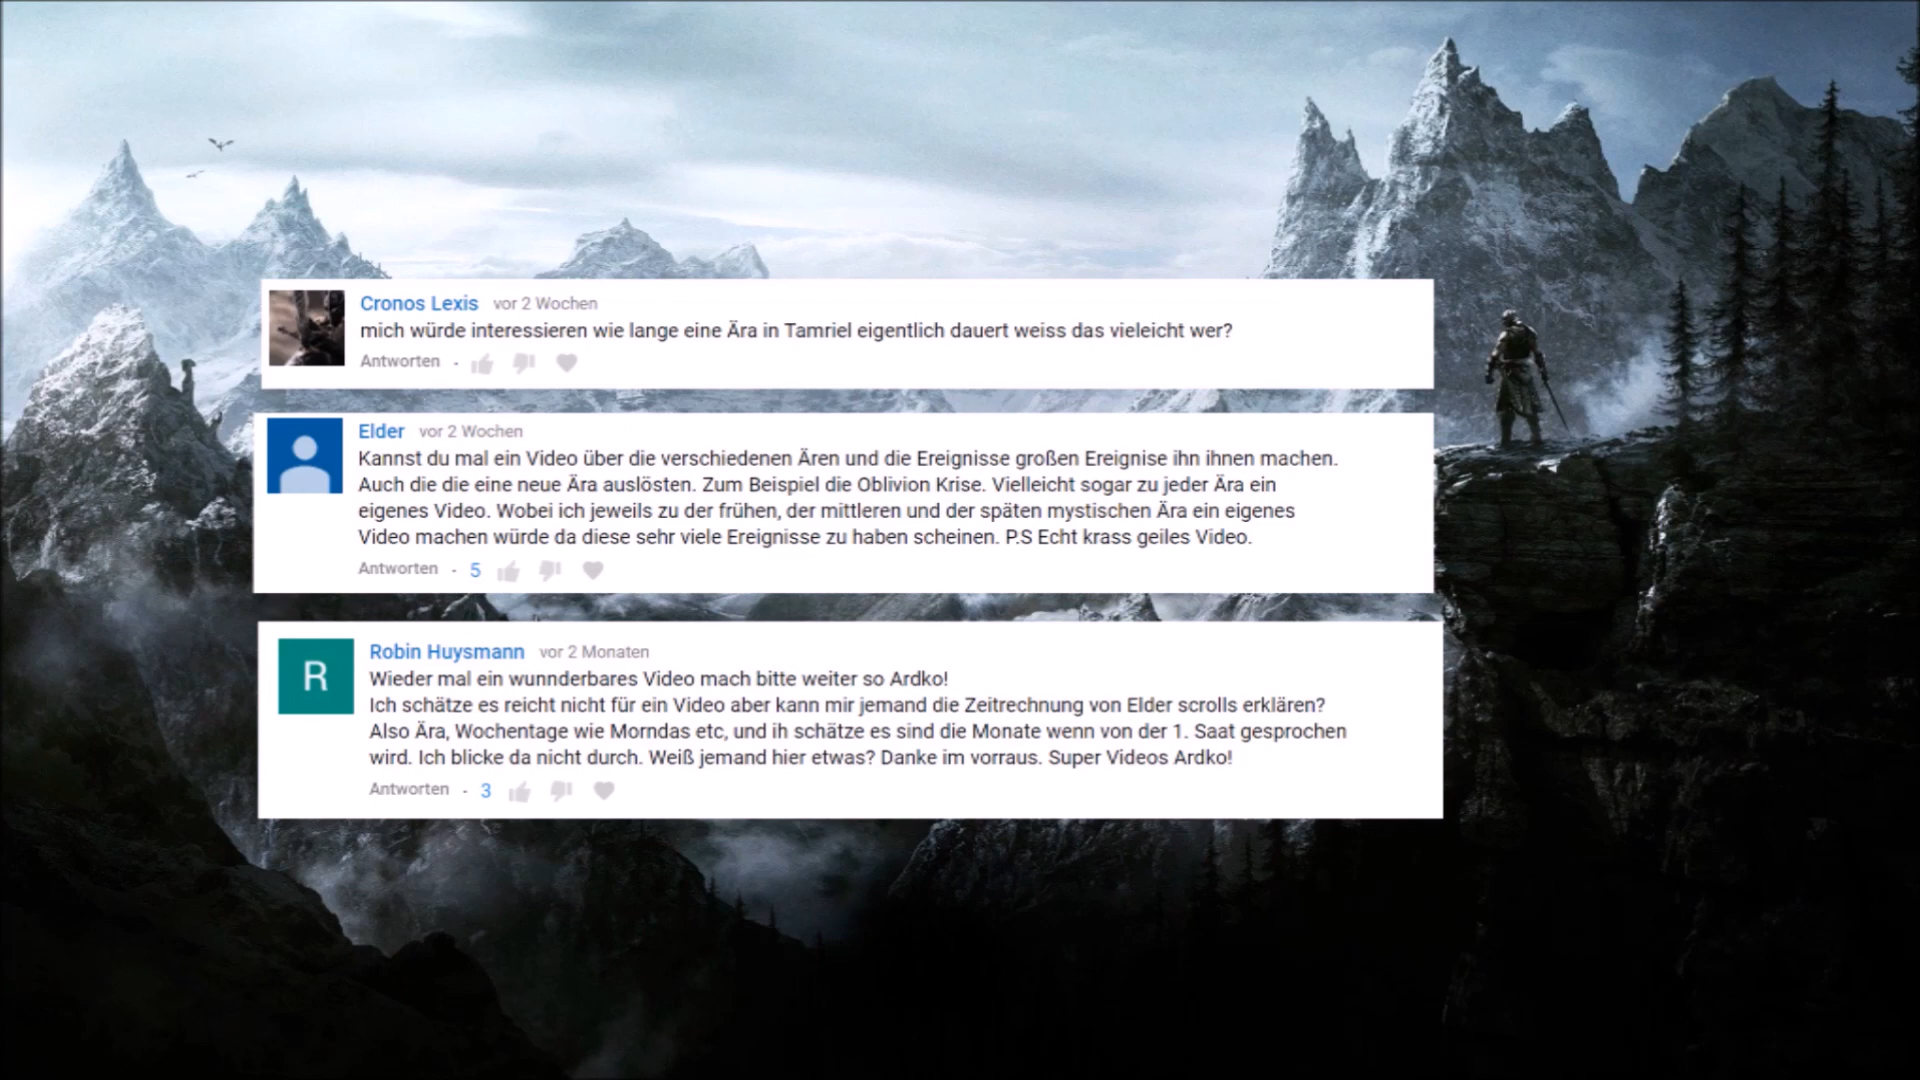 Cronos Lexis vor 2 Wochen
mich würde interessieren wie lange eine Ära in Tamriel eigentlich dauert weiss das vieleicht wer?
Antworten -
Elder vor 2 Wochen
Kannst du mal ein Video über die verschiedenen Ären und die Ereignisse großen Ereignise ihn ihnen machen.
Auch die die eine neue Ära auslösten. Zum Beispiel die Oblivion Krise. Vielleicht sogar zu jeder Ära ein
eigenes Video. Wobei ich jeweils zu der frühen, der mittleren und der späten mystischen Ära ein eigenes
Video machen würde da diese sehr viele Ereignisse zu haben scheinen. P.S Echt krass geiles Video.
Antworten - 5
R
Robin Huysmann vor 2 Monaten
Wieder mal ein wunnderbares Video mach bitte weiter so Ardko!
Ich schätze es reicht nicht für ein Video aber kann mir jemand die Zeitrechnung von Elder scrolls erklären?
Also Ära, Wochentage wie Morndas etc, und ih schätze es sind die Monate wenn von der 1. Saat gesprochen
wird. Ich blicke da nicht durch. Weiß jemand hier etwas? Danke im vorraus. Super Videos Ardko!
Antworten - 3